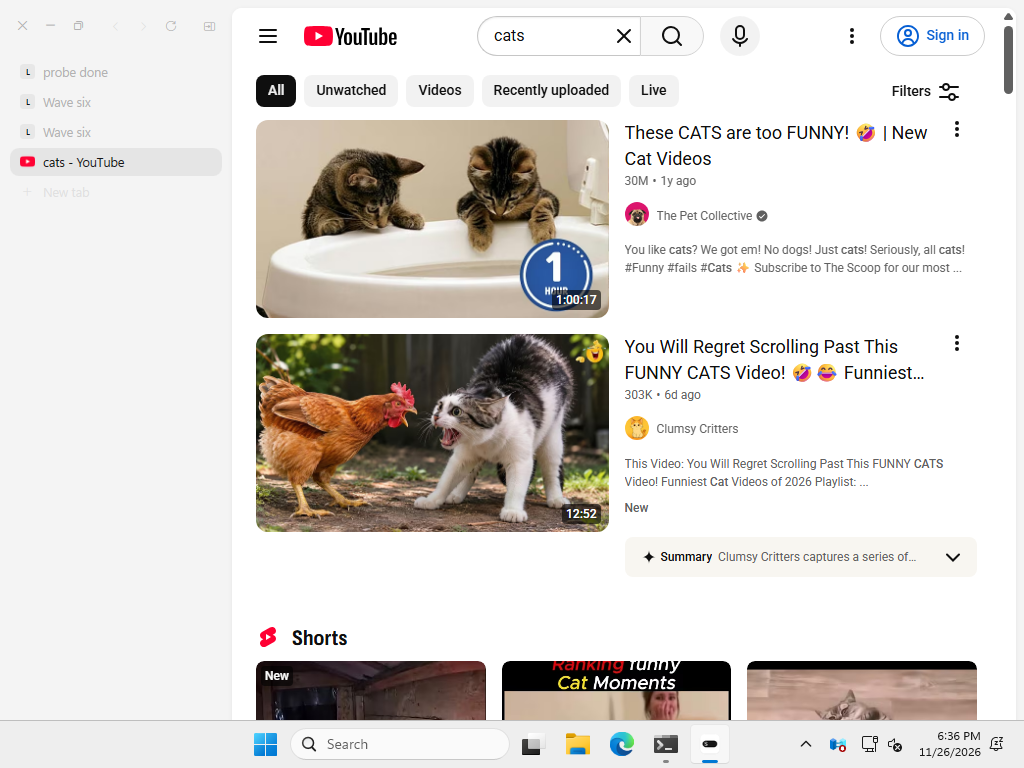 L probe done
L Wave six
L Wave six
cats - YouTube
+ New tab
YouTube
cats
Sign in
All
Unwatched
Videos
Recently uploaded
Live
Filters
These CATS are too FUNNY! 🤣 | New
Cat Videos
30M • 1y ago
The Pet Collective
You like cats? We got em! No dogs! Just cats! Seriously, all cats!
#Funny #fails #Cats ✨ Subscribe to The Scoop for our most ...
1
HOUR
1:00:17
You Will Regret Scrolling Past This
FUNNY CATS Video! 🤣 😂 Funniest…
303K • 6d ago
Clumsy Critters
This Video: You Will Regret Scrolling Past This FUNNY CATS
Video! Funniest Cat Videos of 2026 Playlist: ...
New
12:52
Summary Clumsy Critters captures a series of…
Shorts
New
Ranking funny
Cat Moments
Search
6:36 PM
11/26/2026